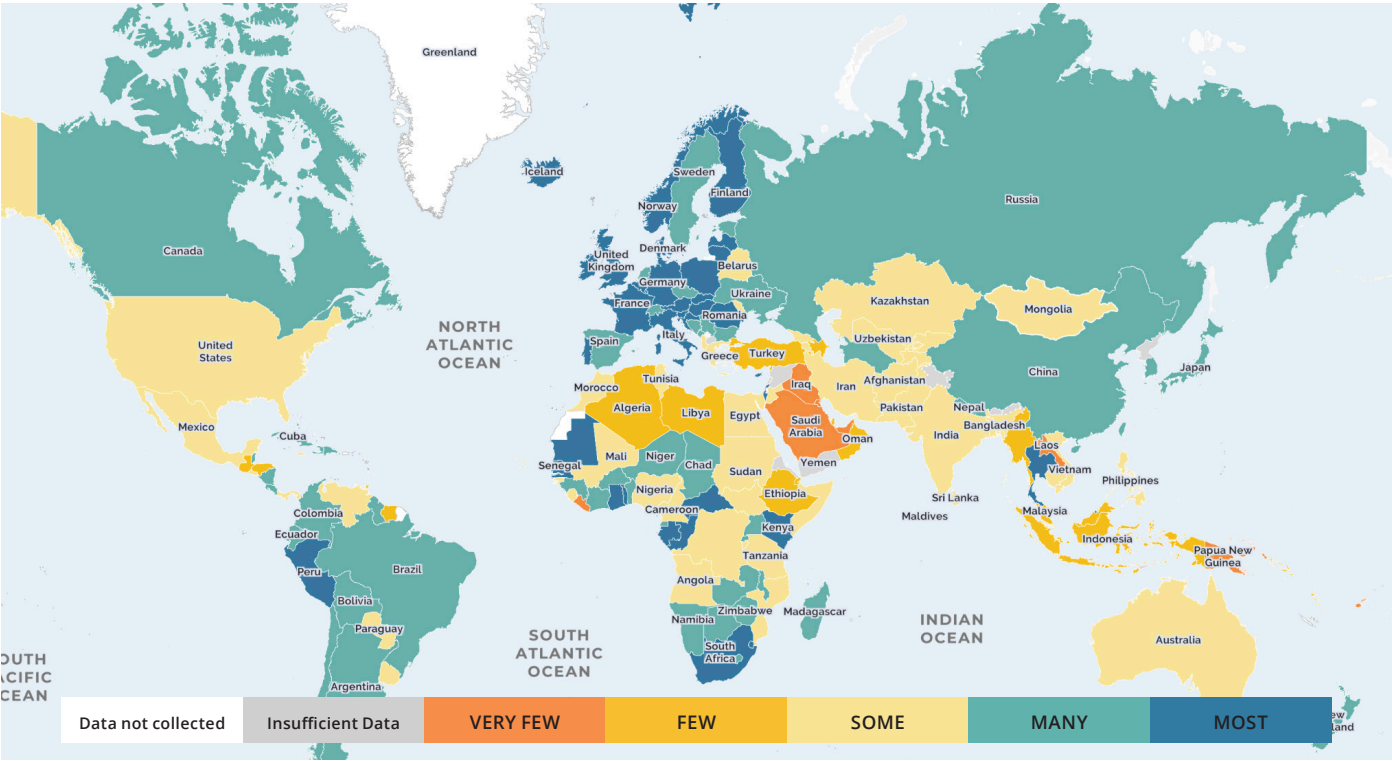 Greenland
Iceland
Sweden
Finland
Norway
Russia
Canada
Denmark
United
Kingdom
Belarus
Germany
Ukraine
France
Romania
Kazakhstan
Mongolia
NORTH
ATLANTIC
OCEAN
Italy
Spain
Uzbekistan
United
States
Greece
Turkey
Japan
China
Tunisia
Morocco
Iraq
Iran
Afghanistan
Algeria
Libya
Egypt
Pakistan
Nepal
Mexico
Cuba
Saudi
Arabia
Oman
India
Bangladesh
Laos
Senegal
Mali
Niger
Chad
Sudan
Yemen
Vietnam
Philippines
Nigeria
Ethiopia
Sri Lanka
Colombia
Cameroon
Maldives
Malaysia
Ecuador
Kenya
Indonesia
Papua New
Guinea
Peru
Brazil
Tanzania
Angola
Bolivia
Zimbabwe
Madagascar
Namibia
Paraguay
INDIAN
OCEAN
SOUTH
ATLANTIC
OCEAN
Australia
South
Africa
OUTH
ACIFIC
CEAN
Argentina
Data not collected
Insufficient Data
VERY FEW
FEW
SOME
MANY
MOST
ew
land